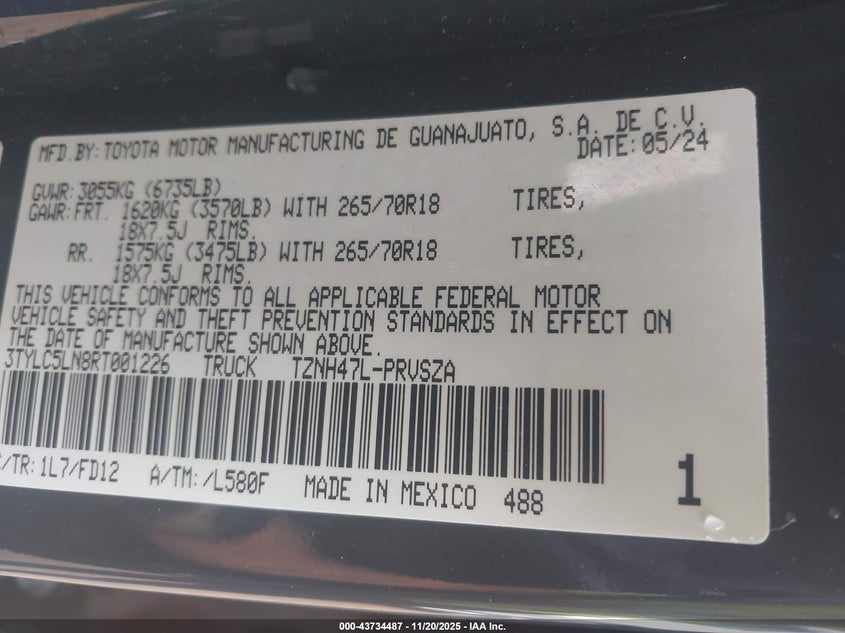 MFD.BY:TOYOTA MOTOR MANUFACTURING DE GUANAJUATO, S.A. DE C.V.
DATE:05/24
GVWR:3055KG (6735LB)
GAWR:FRT. 1620KG (3570LB) WITH 265/70R18 TIRES,
18X7.5J RIMS.
RR. 1575KG (3475LB) WITH 265/70R18 TIRES,
18X7.5J RIMS.
THIS VEHICLE CONFORMS TO ALL APPLICABLE FEDERAL MOTOR
VEHICLE SAFETY AND THEFT PREVENTION STANDARDS IN EFFECT ON
THE DATE OF MANUFACTURE SHOWN ABOVE.
3TYLC5LN8RT001226 TRUCK TZNH47L-PRVSZA
/TR:1L7/FD12 A/TM:/L580F MADE IN MEXICO 488 1
000-43734487 - 11/20/2025 - IAA Inc.